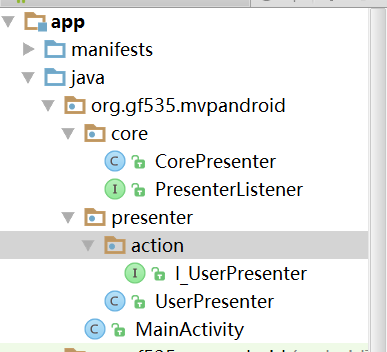 app
manifests
java
org.gf535.mvpandroid
core
C CorePresenter
I PresenterListener
presenter
action
I I_UserPresenter
C UserPresenter
C MainActivity